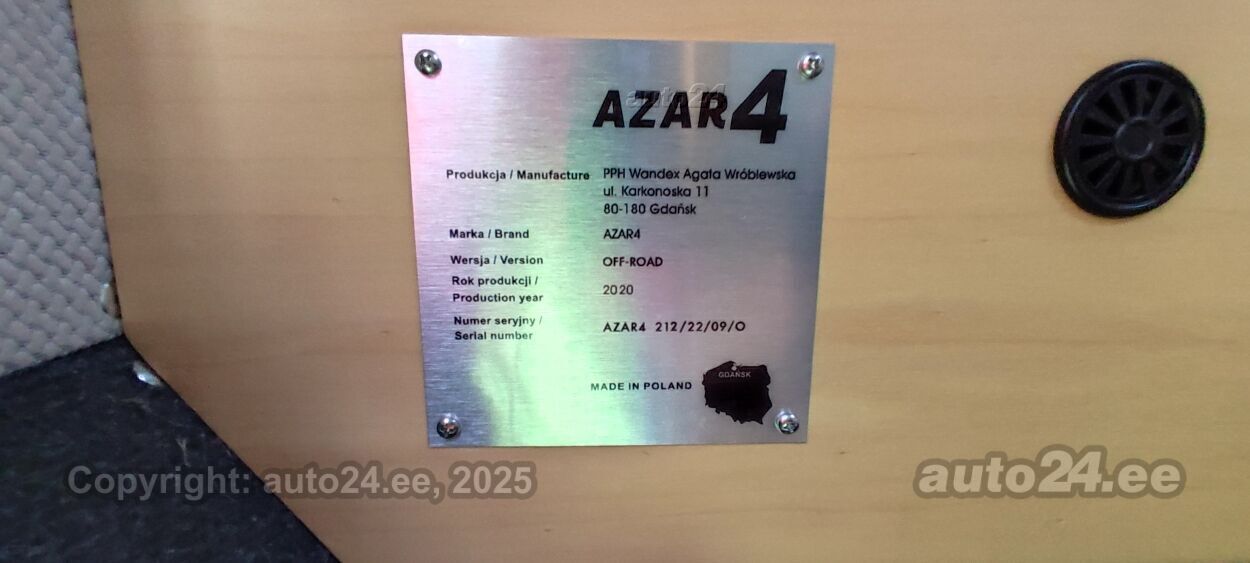 auto24
AZAR4
Produkcja / Manufacture PPH Wandex Agata Wróblewska
ul. Karkonoska 11
80-180 Gdańsk
Marka / Brand AZAR4
Wersja / Version OFF-ROAD
Rok produkcji /
Production year 2020
Numer seryjny /
Serial number AZAR4 212/22/09/O
MADE IN POLAND
GDAŃSK
Copyright: auto24.ee, 2025
auto24.ee